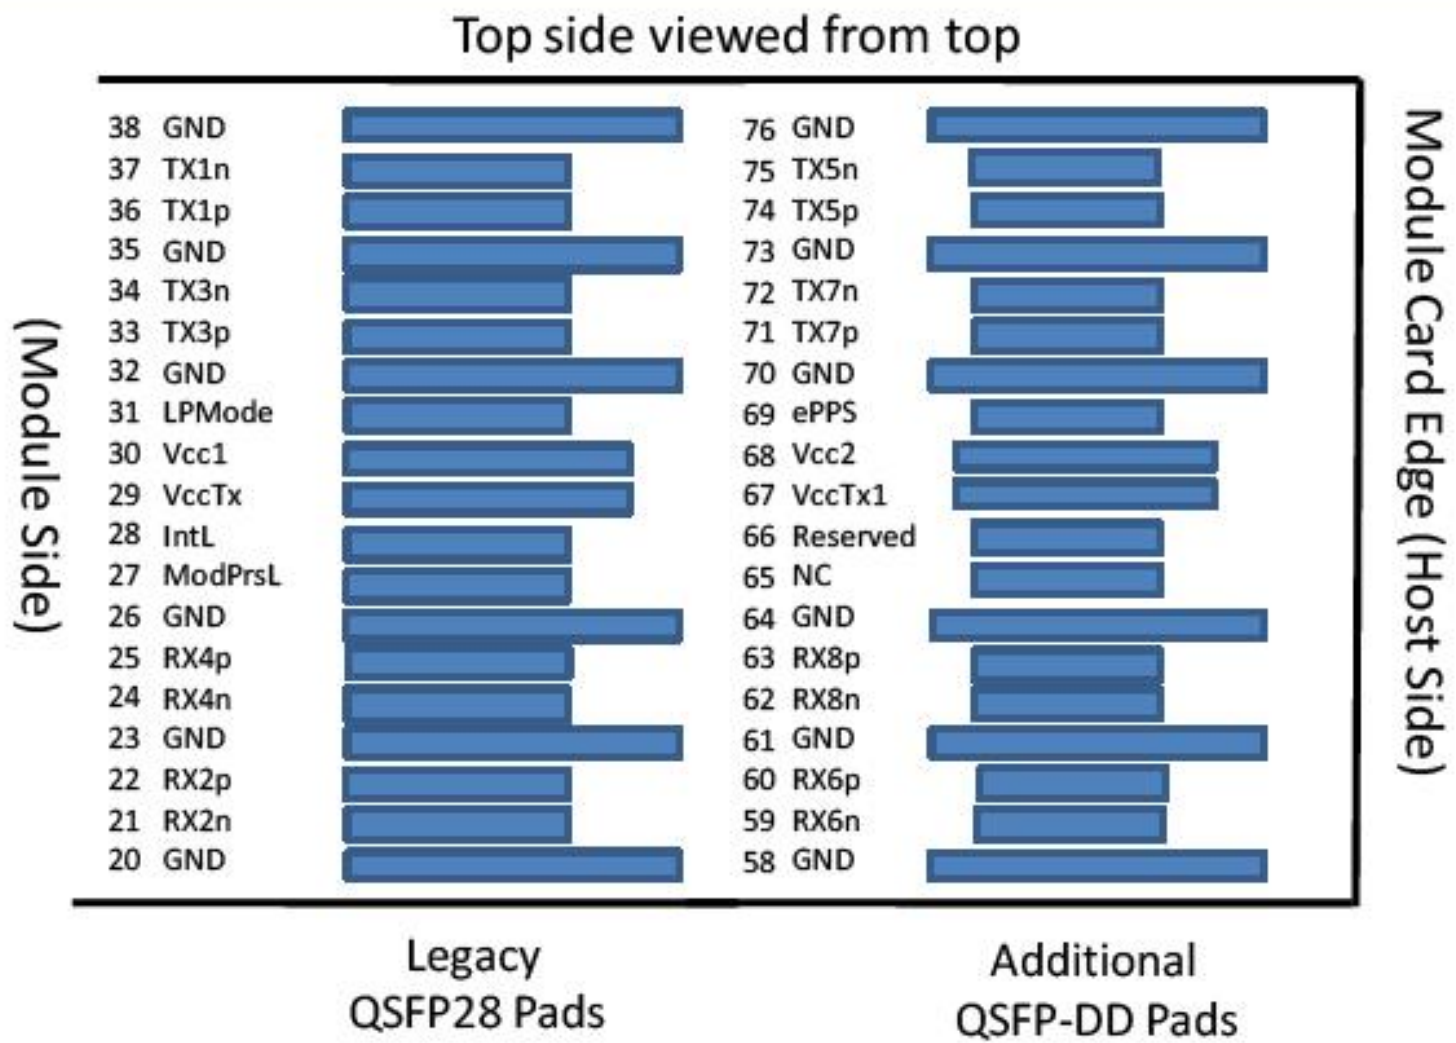 Top side viewed from top
38 GND 76 GND
37 TX1n 75 TX5n
36 TX1p 74 TX5p
35 GND 73 GND
34 TX3n 72 TX7n
33 TX3p 71 TX7p
32 GND 70 GND
31 LPMode 69 ePPS
30 Vcc1 68 Vcc2
29 VccTx 67 VccTx1
28 IntL 66 Reserved
27 ModPrsL 65 NC
26 GND 64 GND
25 RX4p 63 RX8p
24 RX4n 62 RX8n
23 GND 61 GND
22 RX2p 60 RX6p
21 RX2n 59 RX6n
20 GND 58 GND
(Module Side)
Module Card Edge (Host Side)
Legacy
QSFP28 Pads
Additional
QSFP-DD Pads